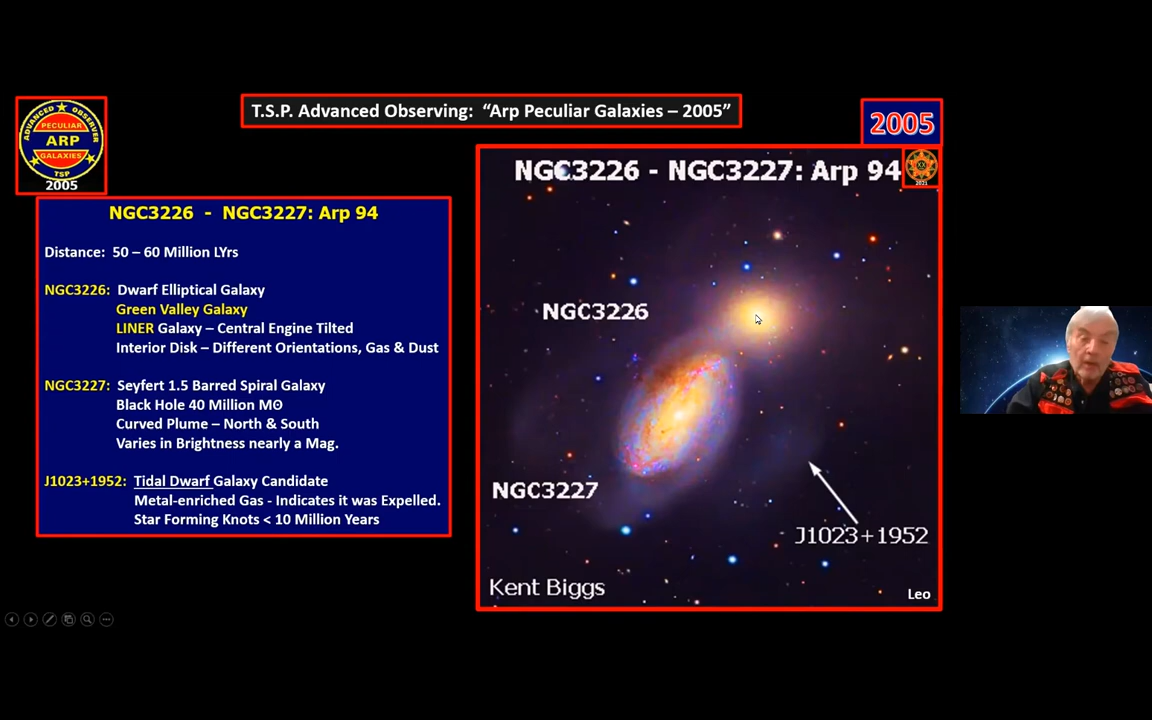 T.S.P. Advanced Observing: “Arp Peculiar Galaxies – 2005”
ADVANCED OBSERVER
PECULIAR
ARP
GALAXIES
TSP
2005
2005
NGC3226 - NGC3227: Arp 94
Distance: 50 – 60 Million LYrs
NGC3226: Dwarf Elliptical Galaxy
Green Valley Galaxy
LINER Galaxy – Central Engine Tilted
Interior Disk – Different Orientations, Gas & Dust
NGC3227: Seyfert 1.5 Barred Spiral Galaxy
Black Hole 40 Million Mʘ
Curved Plume – North & South
Varies in Brightness nearly a Mag.
J1023+1952: Tidal Dwarf Galaxy Candidate
Metal-enriched Gas - Indicates it was Expelled.
Star Forming Knots < 10 Million Years
NGC3226 - NGC3227: Arp 94
2021
NGC3226
NGC3227
J1023+1952
Kent Biggs
Leo